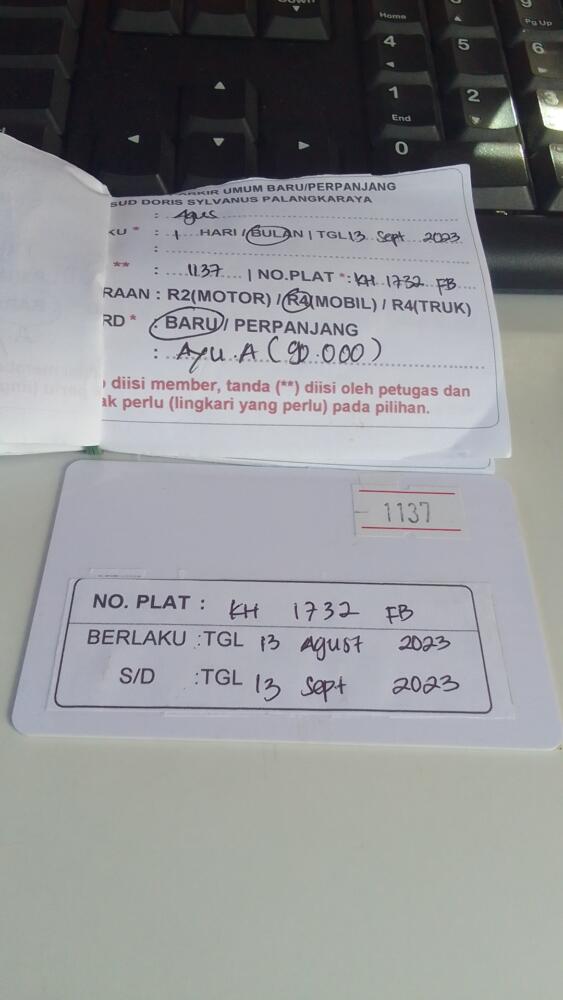 Home
Pg Up
4
5
6
1
End
2
3
0
ARKIR UMUM BARU/PERPANJANG
SUD DORIS SYLVANUS PALANGKARAYA
: Agus
KU * : 1 HARI / BULAN | TGL 13 Sept 2023
** : 1137 | NO.PLAT * : KH 1732 FB
RAAN : R2(MOTOR) / R4(MOBIL) / R4(TRUK)
RD * : BARU / PERPANJANG
: Ayu.A (90.000)
diisi member, tanda (**) diisi oleh petugas dan
ak perlu (lingkari yang perlu) pada pilihan.
1137
NO. PLAT : KH 1732 FB
BERLAKU :TGL 13 Agust 2023
S/D :TGL 13 Sept 2023